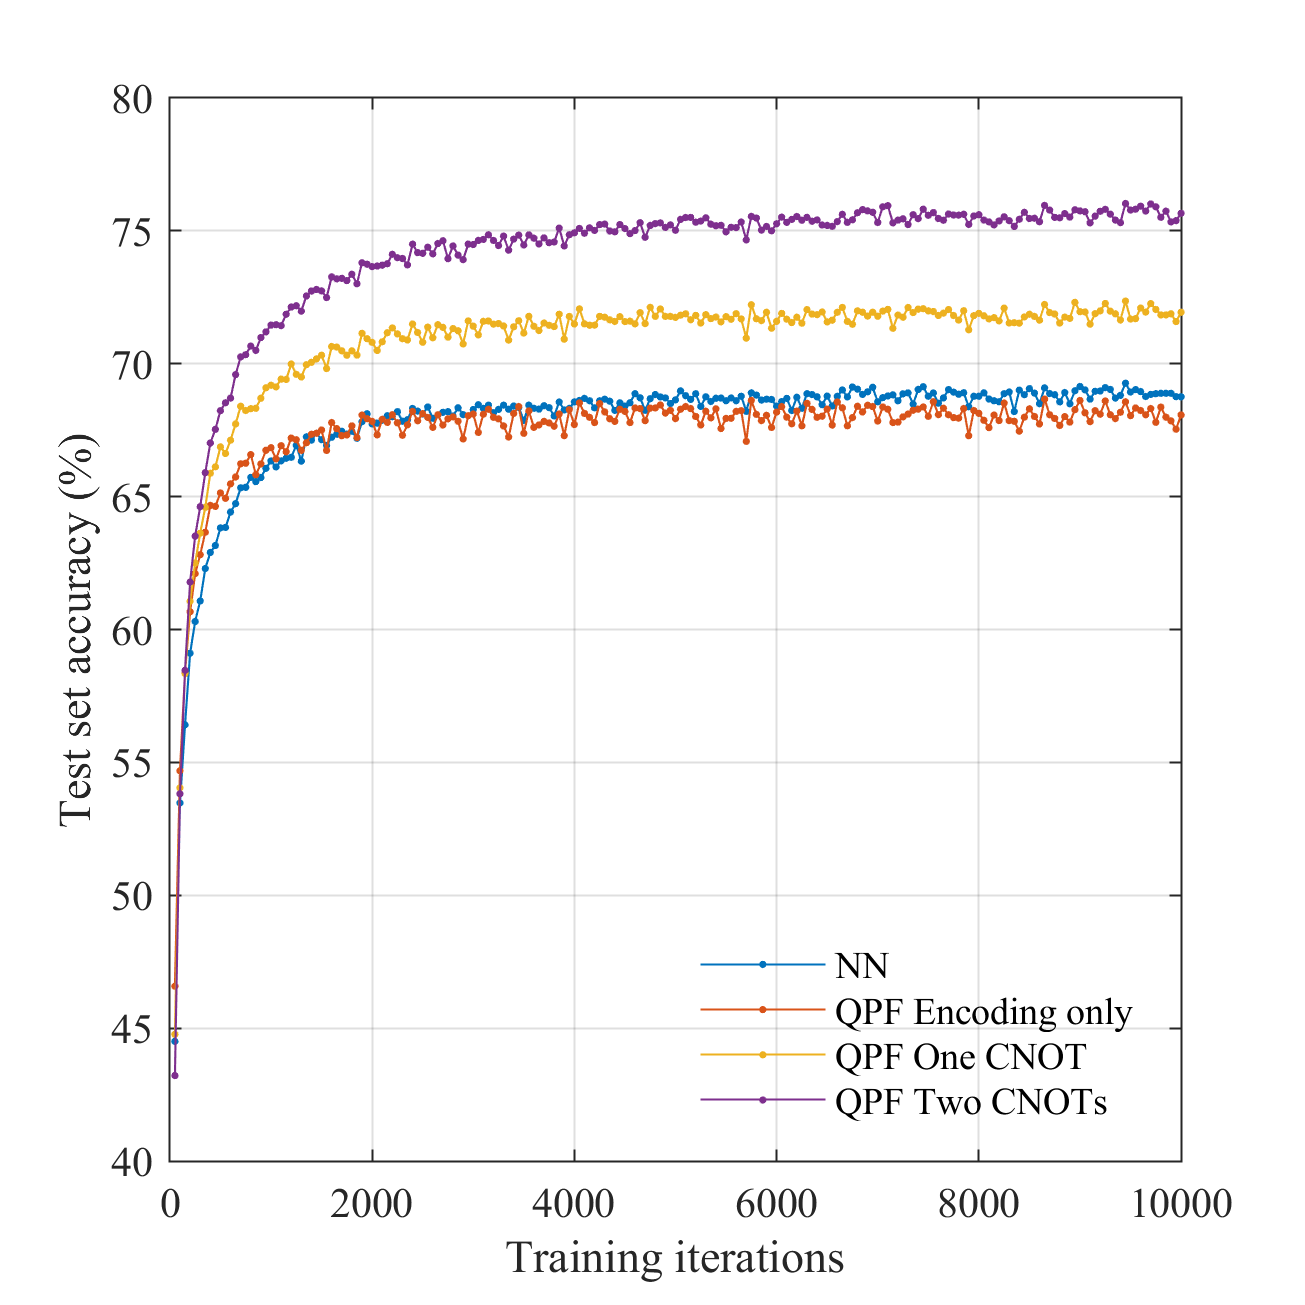 80
75
70
65
60
55
50
45
40
Test set accuracy (%)
NN
QPF Encoding only
QPF One CNOT
QPF Two CNOTs
0 2000 4000 6000 8000 10000
Training iterations